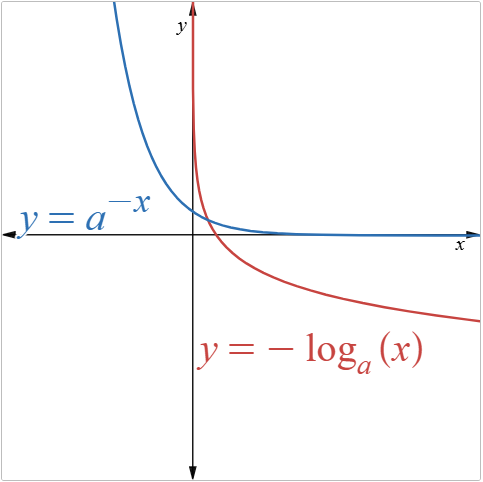 y
y = a^{-x}
x
y = - log_a (x)